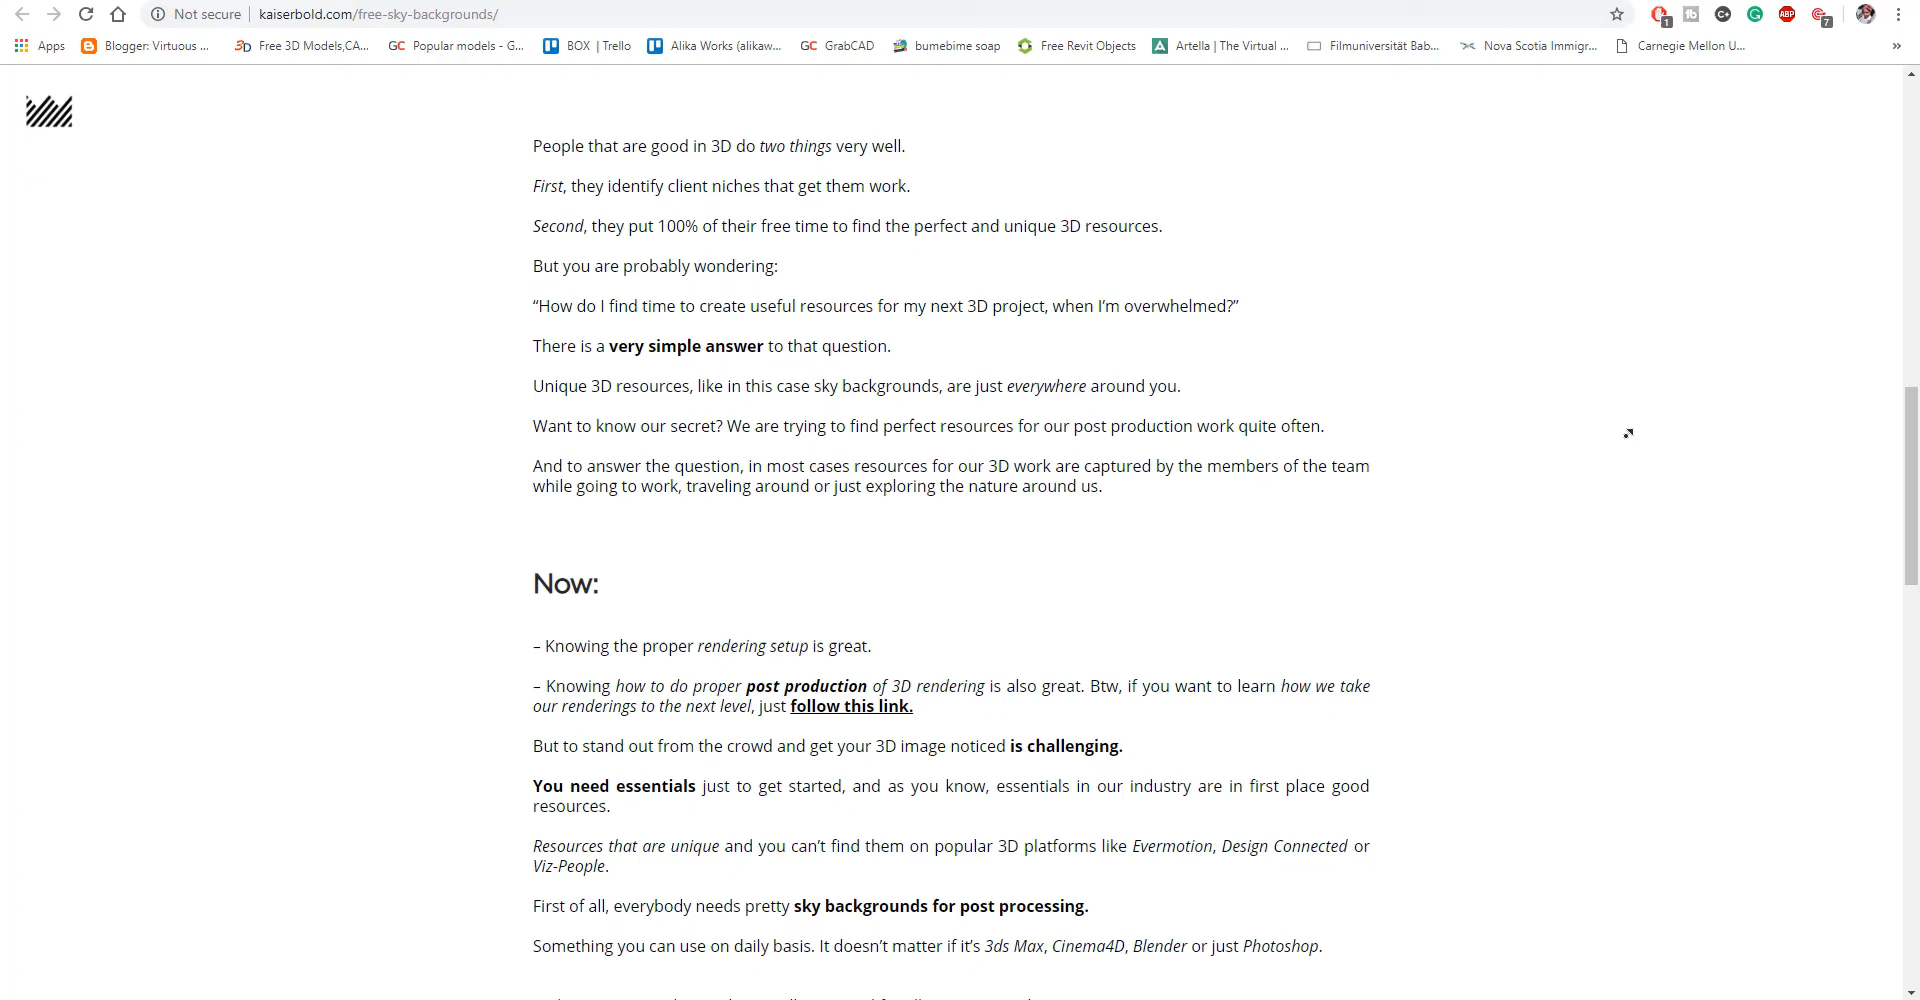 Not secure kaiserbold.com/free-sky-backgrounds/
1 7
Apps Blogger: Virtuous ... Free 3D Models,CA... Popular models - G... BOX | Trello Alika Works (alikaw... GrabCAD bumebime soap Free Revit Objects Artella | The Virtual ... Filmuniversität Bab... Nova Scotia Immigr... Carnegie Mellon U... »
People that are good in 3D do two things very well.
First, they identify client niches that get them work.
Second, they put 100% of their free time to find the perfect and unique 3D resources.
But you are probably wondering:
“How do I find time to create useful resources for my next 3D project, when I’m overwhelmed?”
There is a very simple answer to that question.
Unique 3D resources, like in this case sky backgrounds, are just everywhere around you.
Want to know our secret? We are trying to find perfect resources for our post production work quite often.
And to answer the question, in most cases resources for our 3D work are captured by the members of the team
while going to work, traveling around or just exploring the nature around us.
Now:
– Knowing the proper rendering setup is great.
– Knowing how to do proper post production of 3D rendering is also great. Btw, if you want to learn how we take
our renderings to the next level, just follow this link.
But to stand out from the crowd and get your 3D image noticed is challenging.
You need essentials just to get started, and as you know, essentials in our industry are in first place good
resources.
Resources that are unique and you can’t find them on popular 3D platforms like Evermotion, Design Connected or
Viz-People.
First of all, everybody needs pretty sky backgrounds for post processing.
Something you can use on daily basis. It doesn’t matter if it’s 3ds Max, Cinema4D, Blender or just Photoshop.